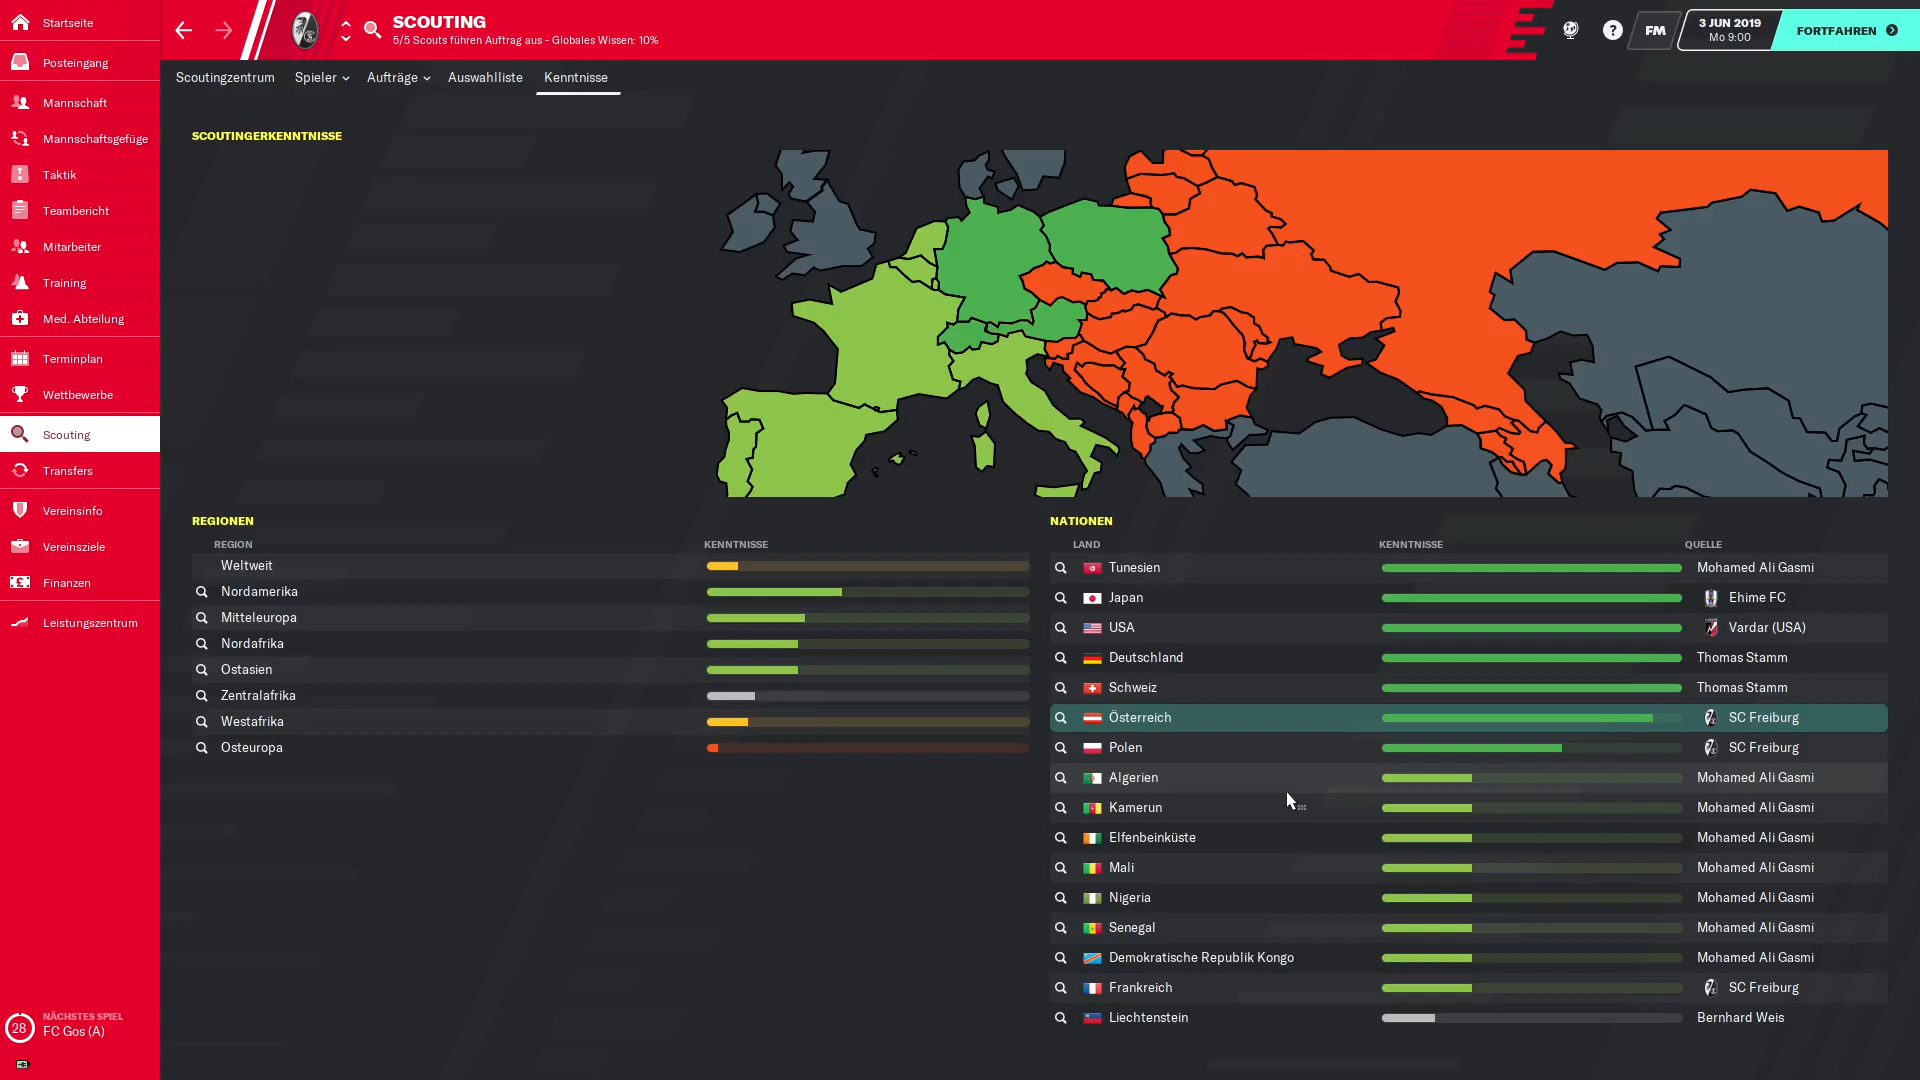 Startseite
Posteingang
Mannschaft
Mannschaftsgefüge
Taktik
Teambericht
Mitarbeiter
Training
Med. Abteilung
Terminplan
Wettbewerbe
Scouting
Transfers
Vereinsinfo
Vereinsziele
Finanzen
Leistungszentrum
28 NÄCHSTES SPIEL
FC Gos (A)
SCOUTING
5/5 Scouts führen Auftrag aus - Globales Wissen: 10%
FM
3 JUN 2019
Mo 9:00
FORTFAHREN
Scoutingzentrum Spieler Aufträge Auswahlliste Kenntnisse
SCOUTINGERKENNTNISSE
REGIONEN
REGION KENNTNISSE
Weltweit
Nordamerika
Mitteleuropa
Nordafrika
Ostasien
Zentralafrika
Westafrika
Osteuropa
NATIONEN
LAND KENNTNISSE QUELLE
Tunesien Mohamed Ali Gasmi
Japan Ehime FC
USA Vardar (USA)
Deutschland Thomas Stamm
Schweiz Thomas Stamm
Österreich SC Freiburg
Polen SC Freiburg
Algerien Mohamed Ali Gasmi
Kamerun Mohamed Ali Gasmi
Elfenbeinküste Mohamed Ali Gasmi
Mali Mohamed Ali Gasmi
Nigeria Mohamed Ali Gasmi
Senegal Mohamed Ali Gasmi
Demokratische Republik Kongo Mohamed Ali Gasmi
Frankreich SC Freiburg
Liechtenstein Bernhard Weis